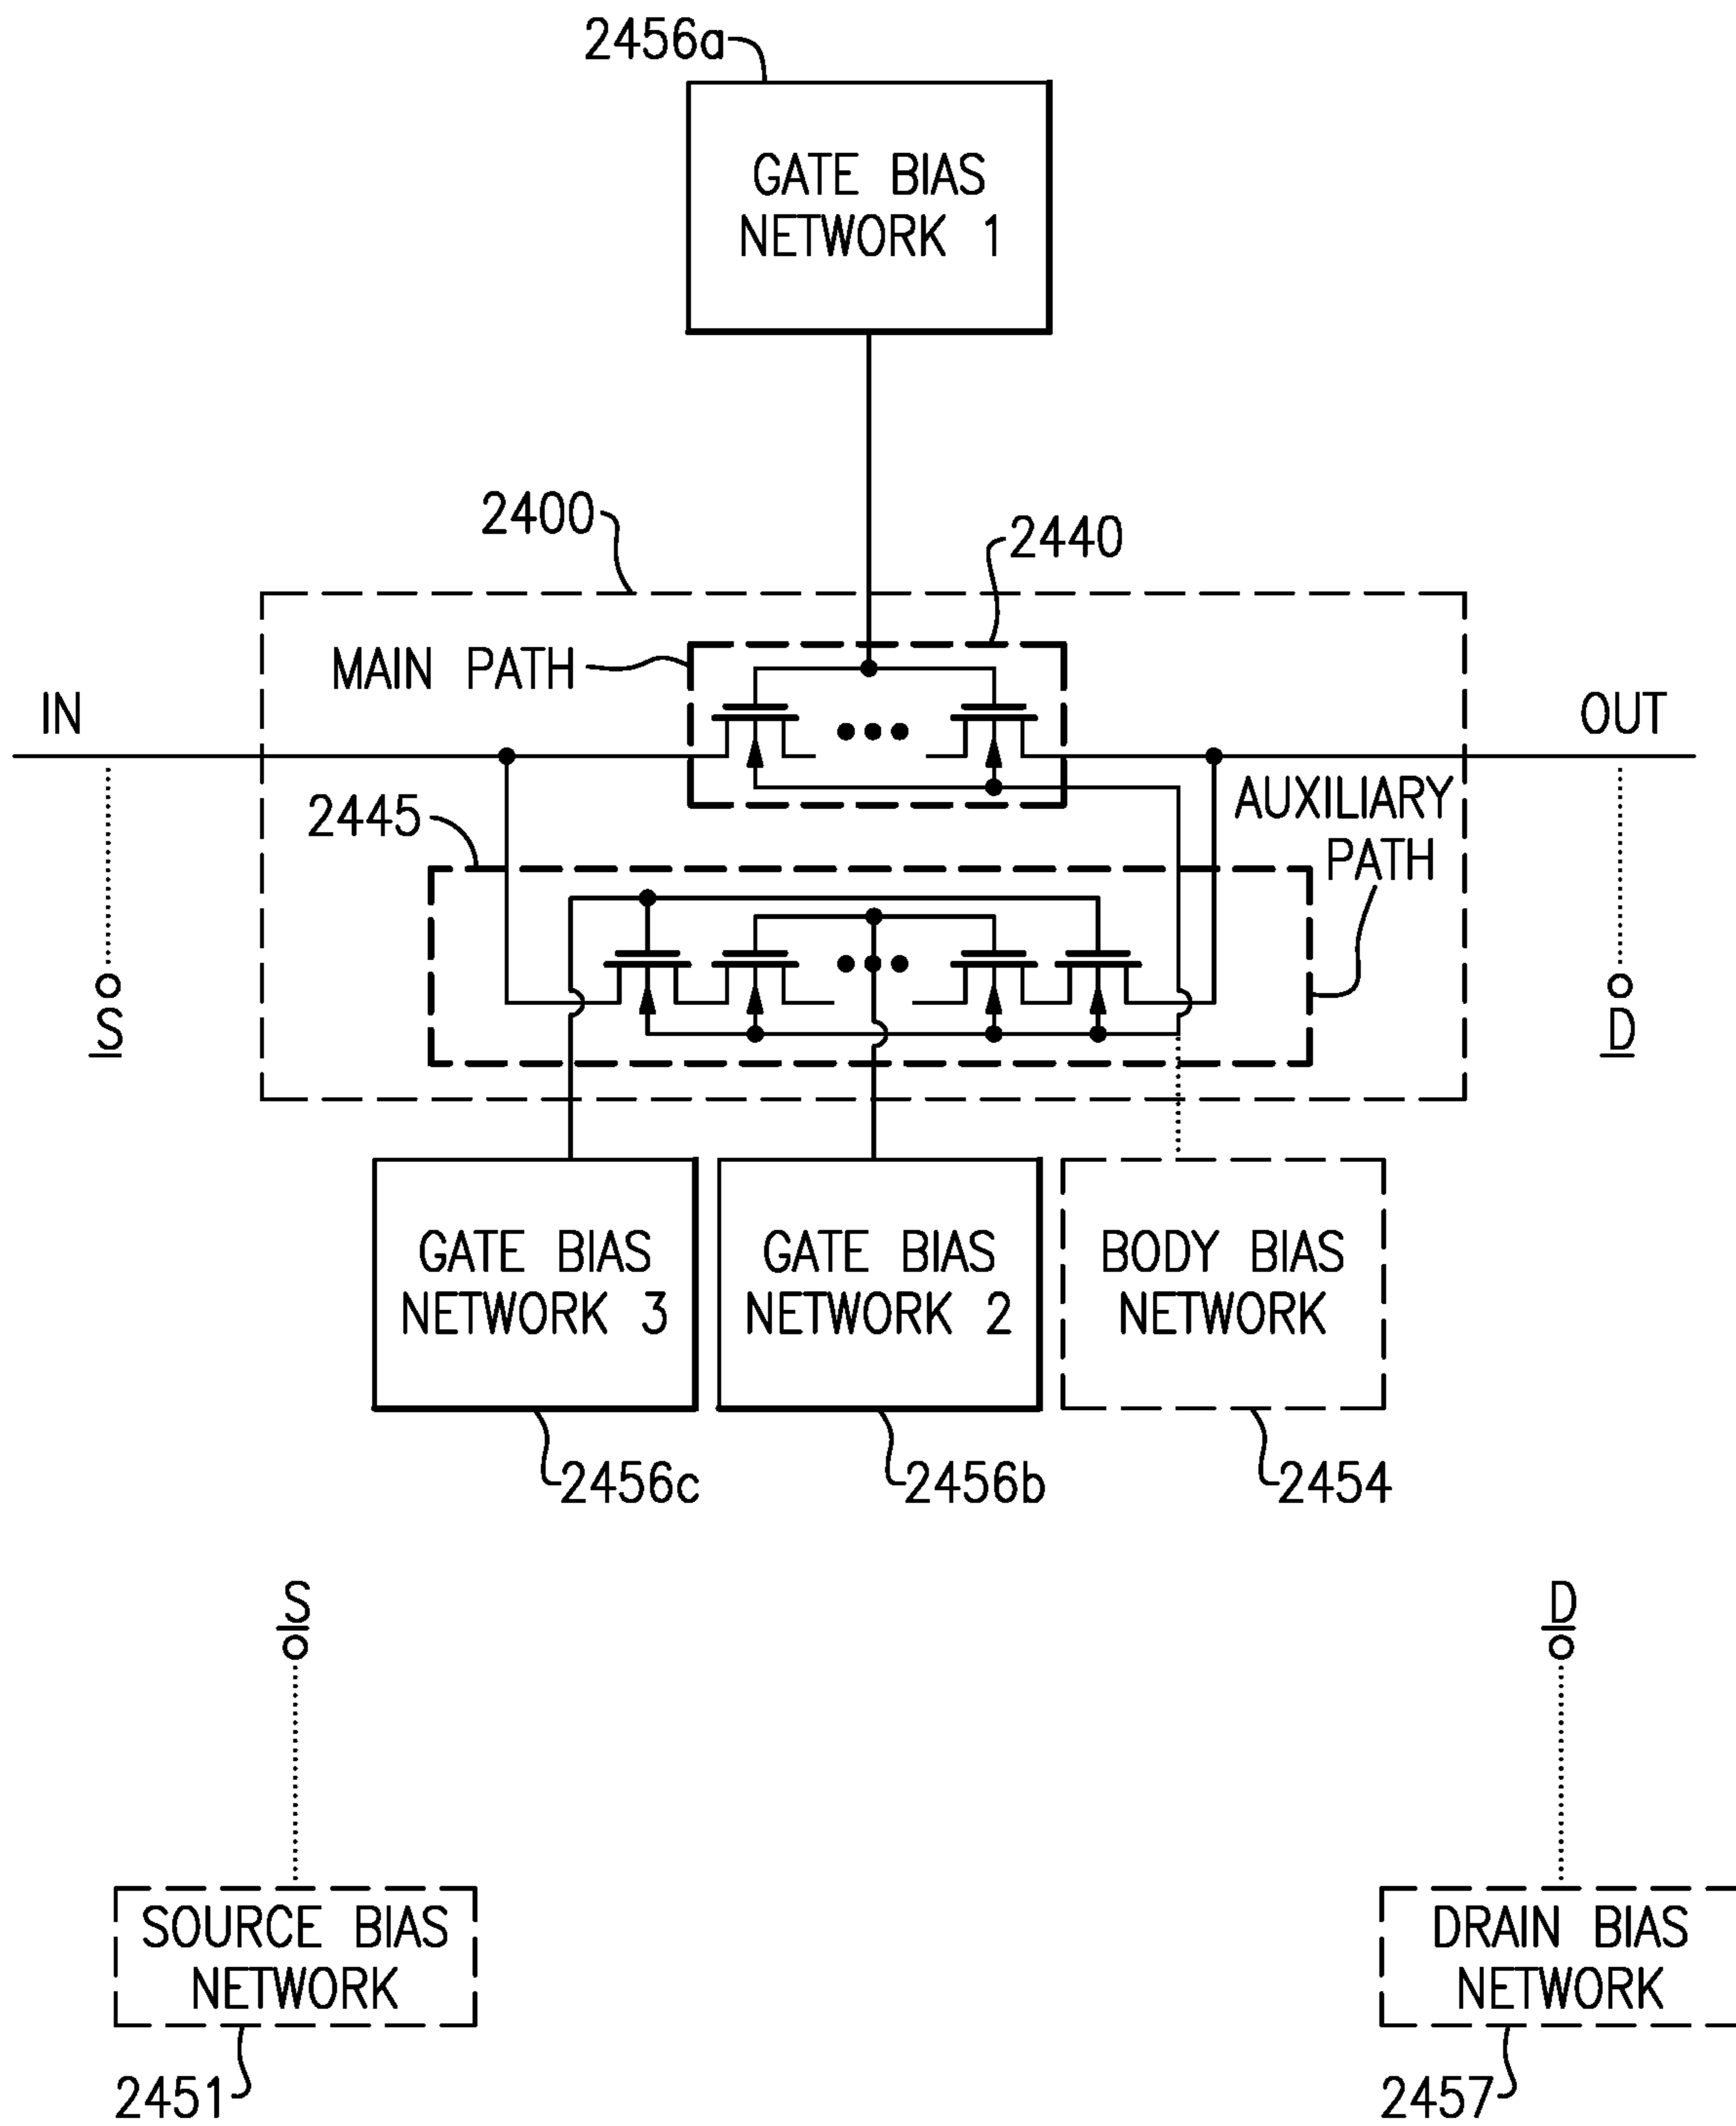 2456a
GATE BIAS
NETWORK 1
2400
2440
MAIN PATH
IN
OUT
2445
AUXILIARY
PATH
S
D
GATE BIAS
NETWORK 3
GATE BIAS
NETWORK 2
BODY BIAS
NETWORK
2456c
2456b
2454
S
D
SOURCE BIAS
NETWORK
DRAIN BIAS
NETWORK
2451
2457